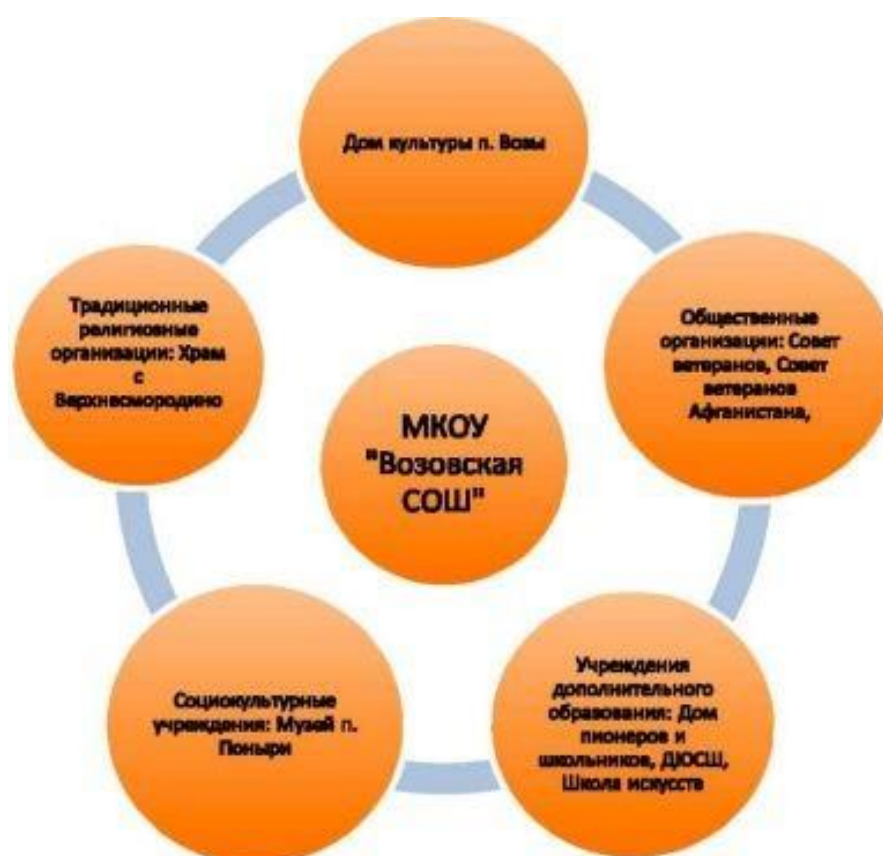 Дом культуры п. Возы
Традиционные
религиозные
организации: Храм
с
Верхнесмородино
Общественные
организации: Совет
ветеранов, Совет
ветеранов
Афганистана,
МКОУ
"Возовская
СОШ"
Социокультурные
учреждения: Музей п.
Поныри
Учреждения
дополнительного
образования: Дом
пионеров и
школьников, ДЮСШ,
Школа искусств